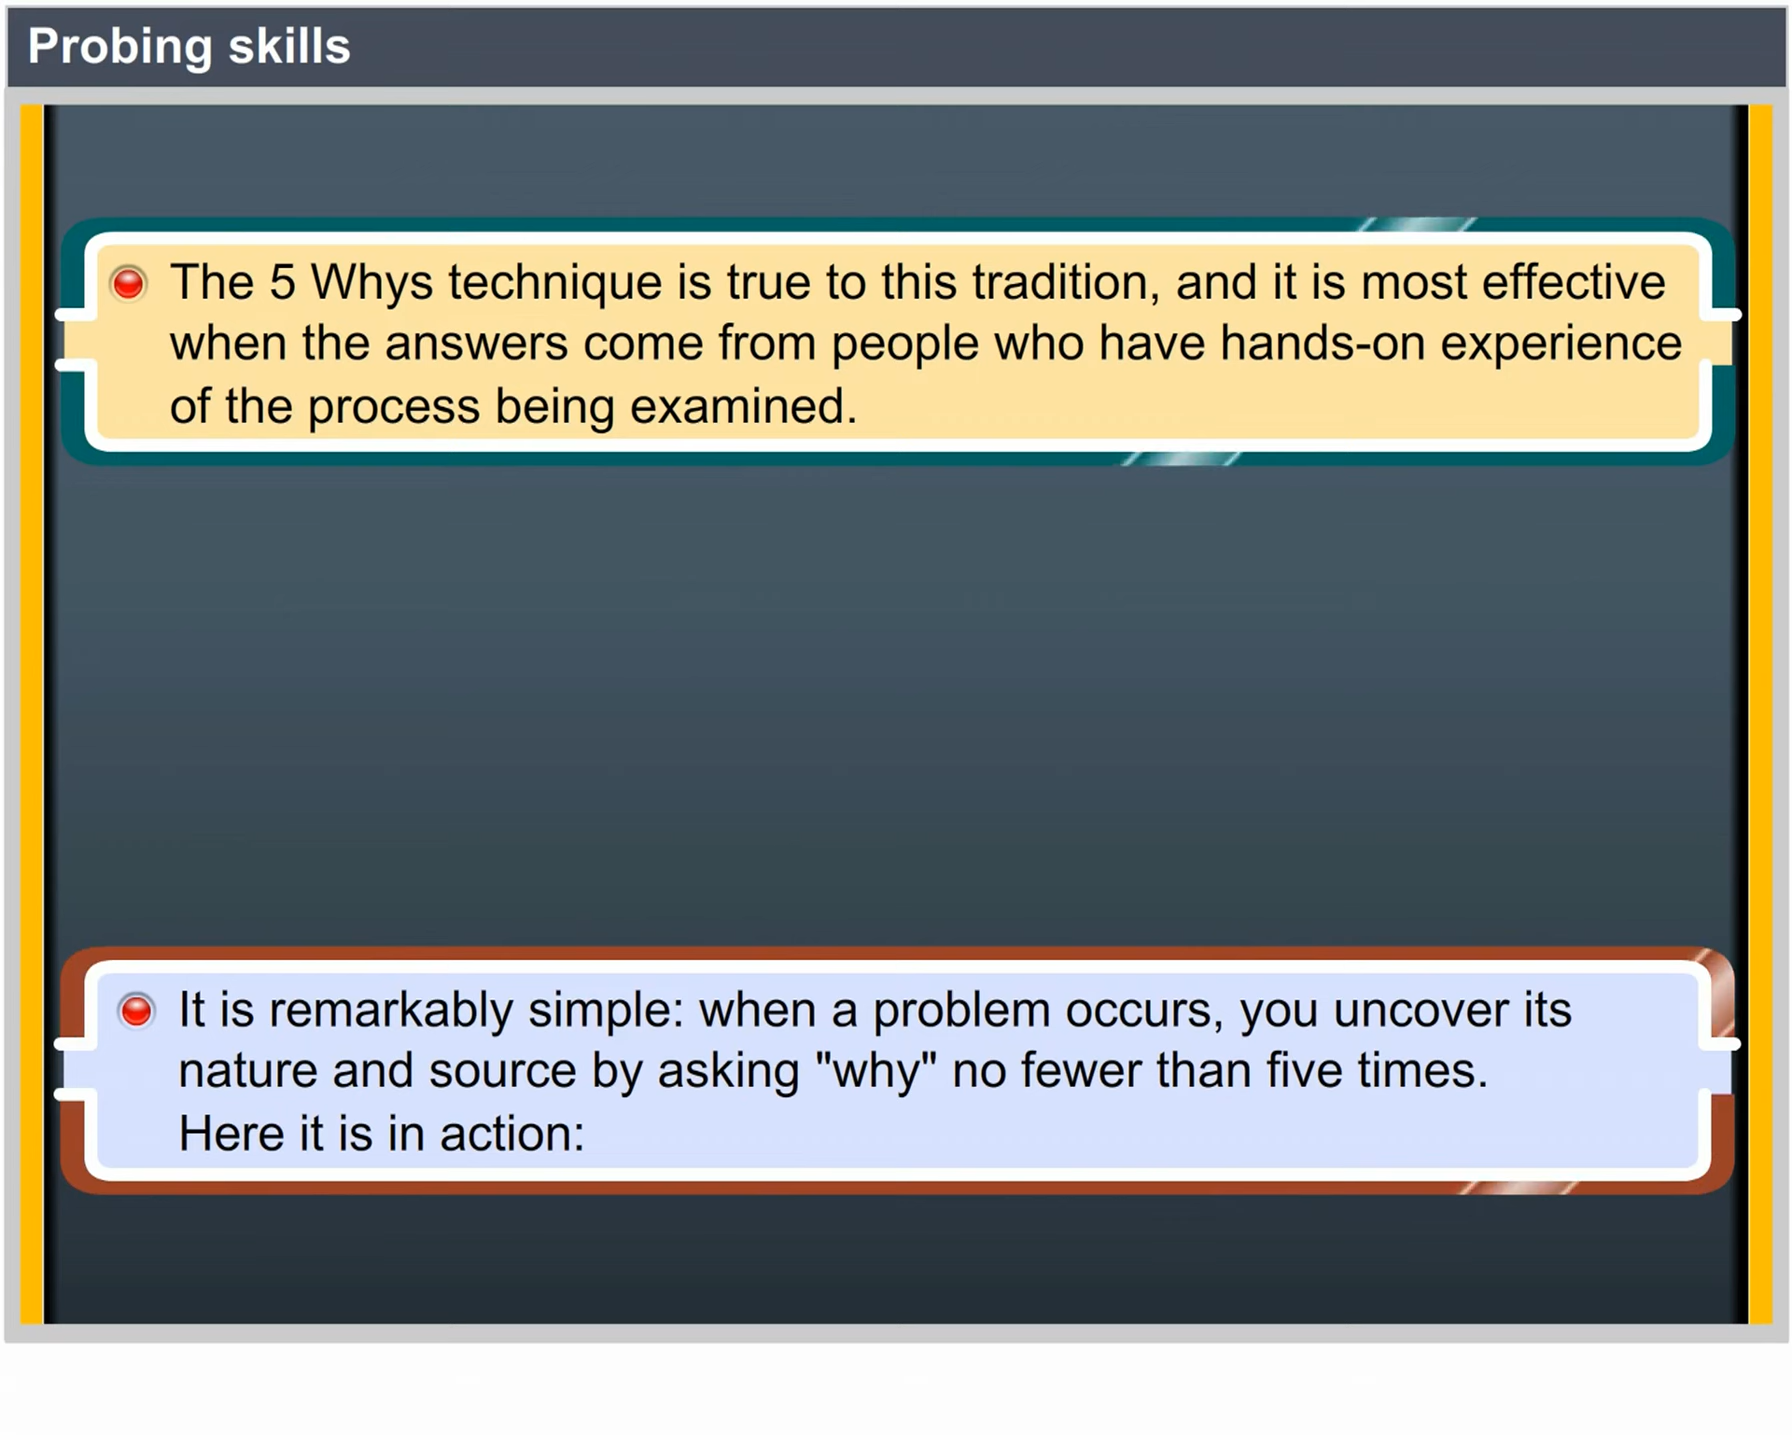 Probing skills
The 5 Whys technique is true to this tradition, and it is most effective
when the answers come from people who have hands-on experience
of the process being examined.
It is remarkably simple: when a problem occurs, you uncover its
nature and source by asking "why" no fewer than five times.
Here it is in action: